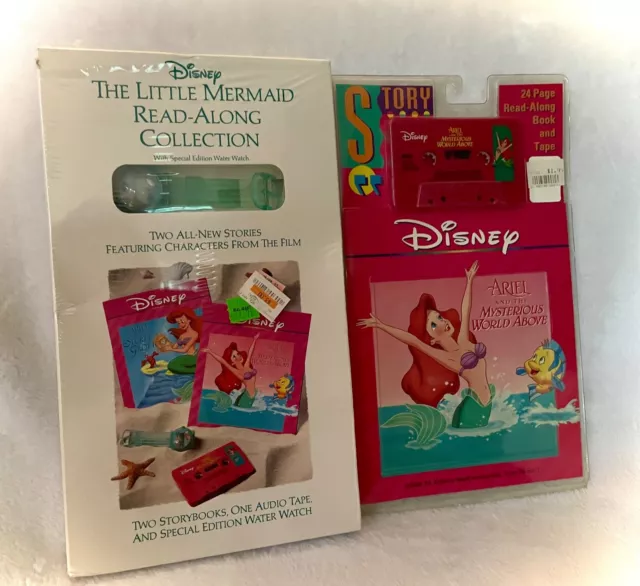 Disney
THE LITTLE MERMAID
READ-ALONG
COLLECTION
With Special Edition Water Watch
TWO ALL-NEW STORIES
FEATURING CHARACTERS FROM THE FILM
Disney
Disney
Disney
TWO STORYBOOKS, ONE AUDIO TAPE,
AND SPECIAL EDITION WATER WATCH
STORY
Disney
ARIEL
AND THE
MYSTERIOUS
WORLD ABOVE
24 Page
Read-Along
Book
and
Tape
Disney
ARIEL
AND THE
MYSTERIOUS
WORLD ABOVE